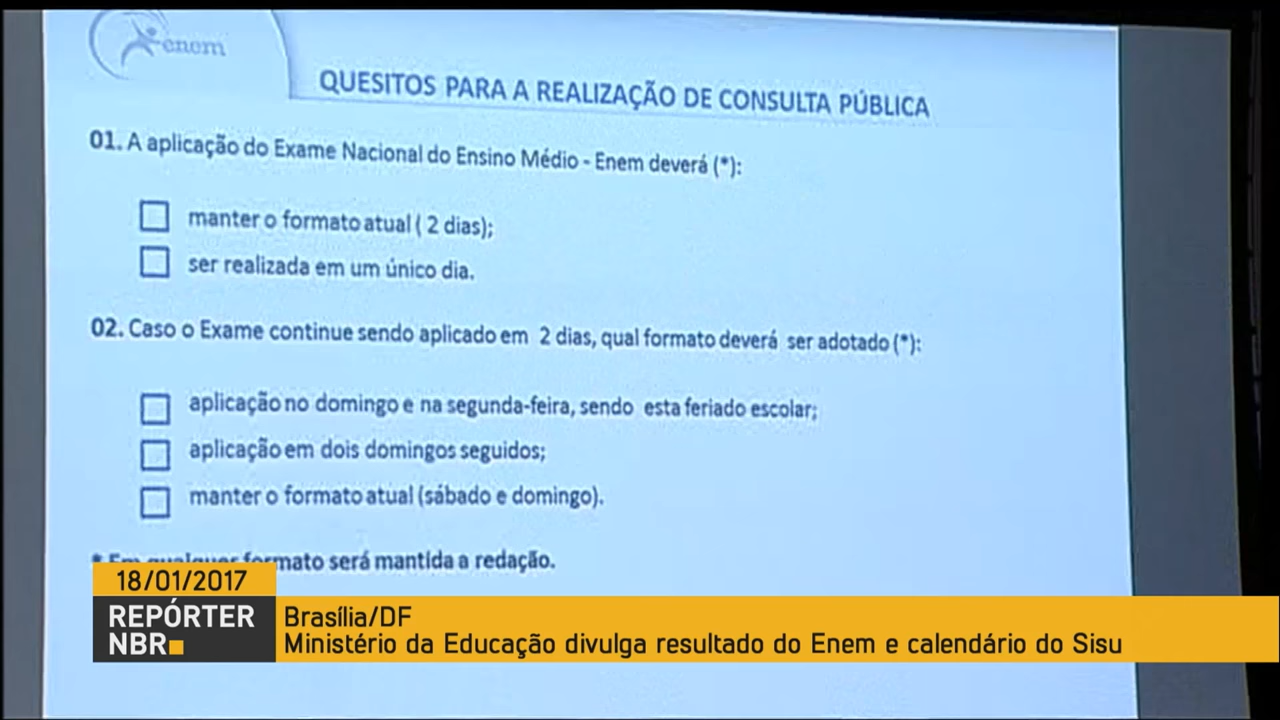 enem
QUESITOS PARA A REALIZAÇÃO DE CONSULTA PÚBLICA
01. A aplicação do Exame Nacional do Ensino Médio - Enem deverá (*):
manter o formato atual ( 2 dias);
ser realizada em um único dia.
02. Caso o Exame continue sendo aplicado em 2 dias, qual formato deverá ser adotado (*):
aplicação no domingo e na segunda-feira, sendo esta feriado escolar;
aplicação em dois domingos seguidos;
manter o formato atual (sábado e domingo).
* Em qualquer formato será mantida a redação.
18/01/2017
REPÓRTER
NBR
Brasília/DF
Ministério da Educação divulga resultado do Enem e calendário do Sisu